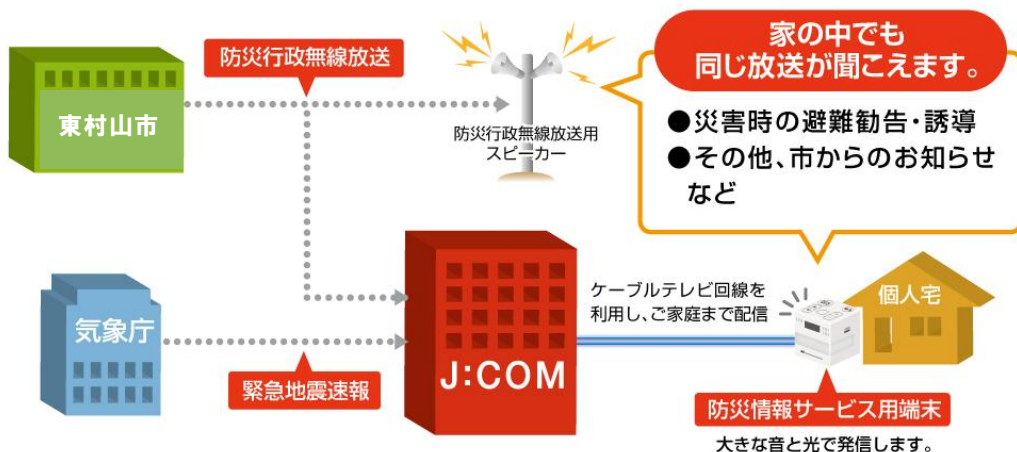 防災行政無線放送
東村山市
防災行政無線放送用
スピーカー
家の中でも
同じ放送が聞こえます。
●災害時の避難勧告・誘導
●その他、市からのお知らせ
など
気象庁
緊急地震速報
J:COM
ケーブルテレビ回線を
利用し、ご家庭まで配信
個人宅
防災情報サービス用端末
大きな音と光で発信します。